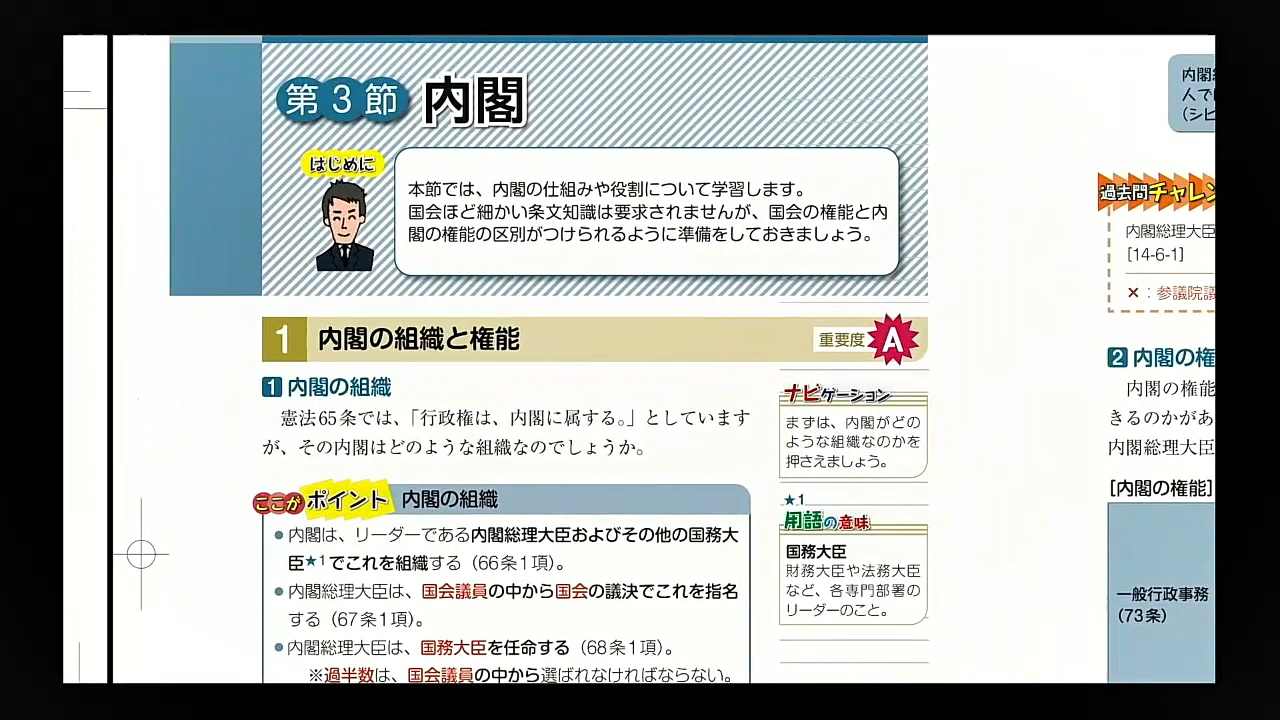 第3節 内閣
はじめに
本節では、内閣の仕組みや役割について学習します。
国会ほど細かい条文知識は要求されませんが、国会の権能と内
閣の権能の区別がつけられるように準備をしておきましょう。
1 内閣の組織と権能
重要度 A
1 内閣の組織
憲法65条では、「行政権は、内閣に属する。」としています
が、その内閣はどのような組織なのでしょうか。
ここがポイント 内閣の組織
●内閣は、リーダーである内閣総理大臣およびその他の国務大
臣★1でこれを組織する（66条1項）。
●内閣総理大臣は、国会議員の中から国会の議決でこれを指名
する（67条1項）。
●内閣総理大臣は、国務大臣を任命する（68条1項）。
※過半数は、国会議員の中から選ばれなければならない。
ナビゲーション
まずは、内閣がどの
ような組織なのかを
押さえましょう。
★1
用語の意味
国務大臣
財務大臣や法務大臣
など、各専門部署の
リーダーのこと。
内閣
人で
（シビ
過去問チャレン
内閣総理大臣
[14-6-1]
×：参議院議
2 内閣の権
内閣の権能
きるのかがあ
内閣総理大臣
[内閣の権能]
一般行政事務
（73条）